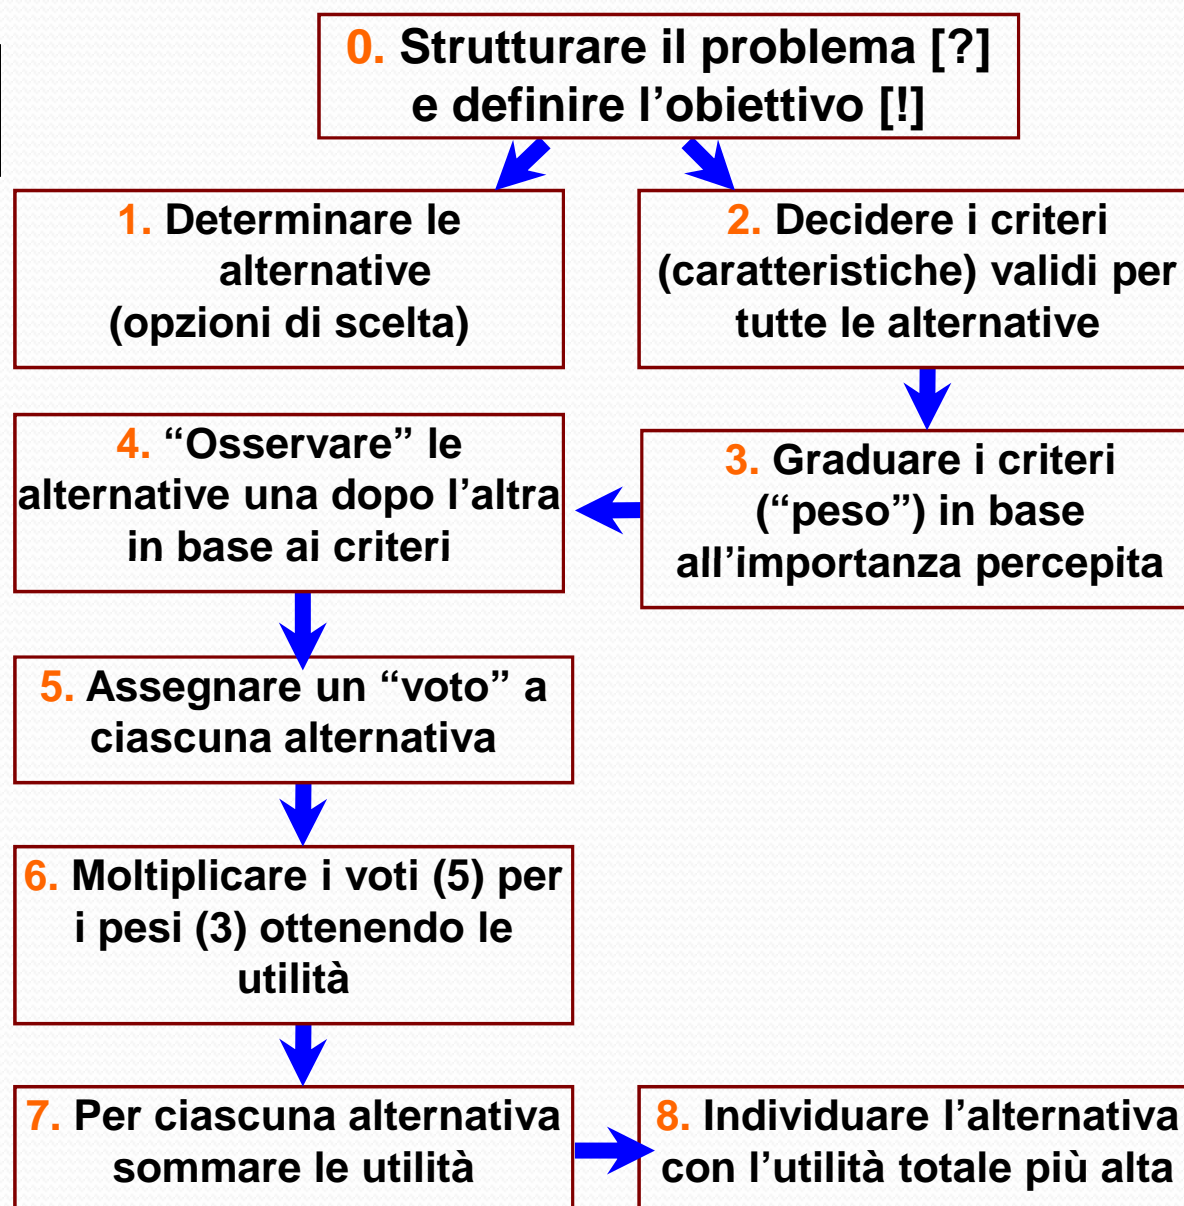 0. Strutturare il problema [?]
e definire l’obiettivo [!]
1. Determinare le
alternative
(opzioni di scelta)
2. Decidere i criteri
(caratteristiche) validi per
tutte le alternative
3. Graduare i criteri
(“peso”) in base
all’importanza percepita
4. “Osservare” le
alternative una dopo l’altra
in base ai criteri
5. Assegnare un “voto” a
ciascuna alternativa
6. Moltiplicare i voti (5) per
i pesi (3) ottenendo le
utilità
7. Per ciascuna alternativa
sommare le utilità
8. Individuare l’alternativa
con l’utilità totale più alta